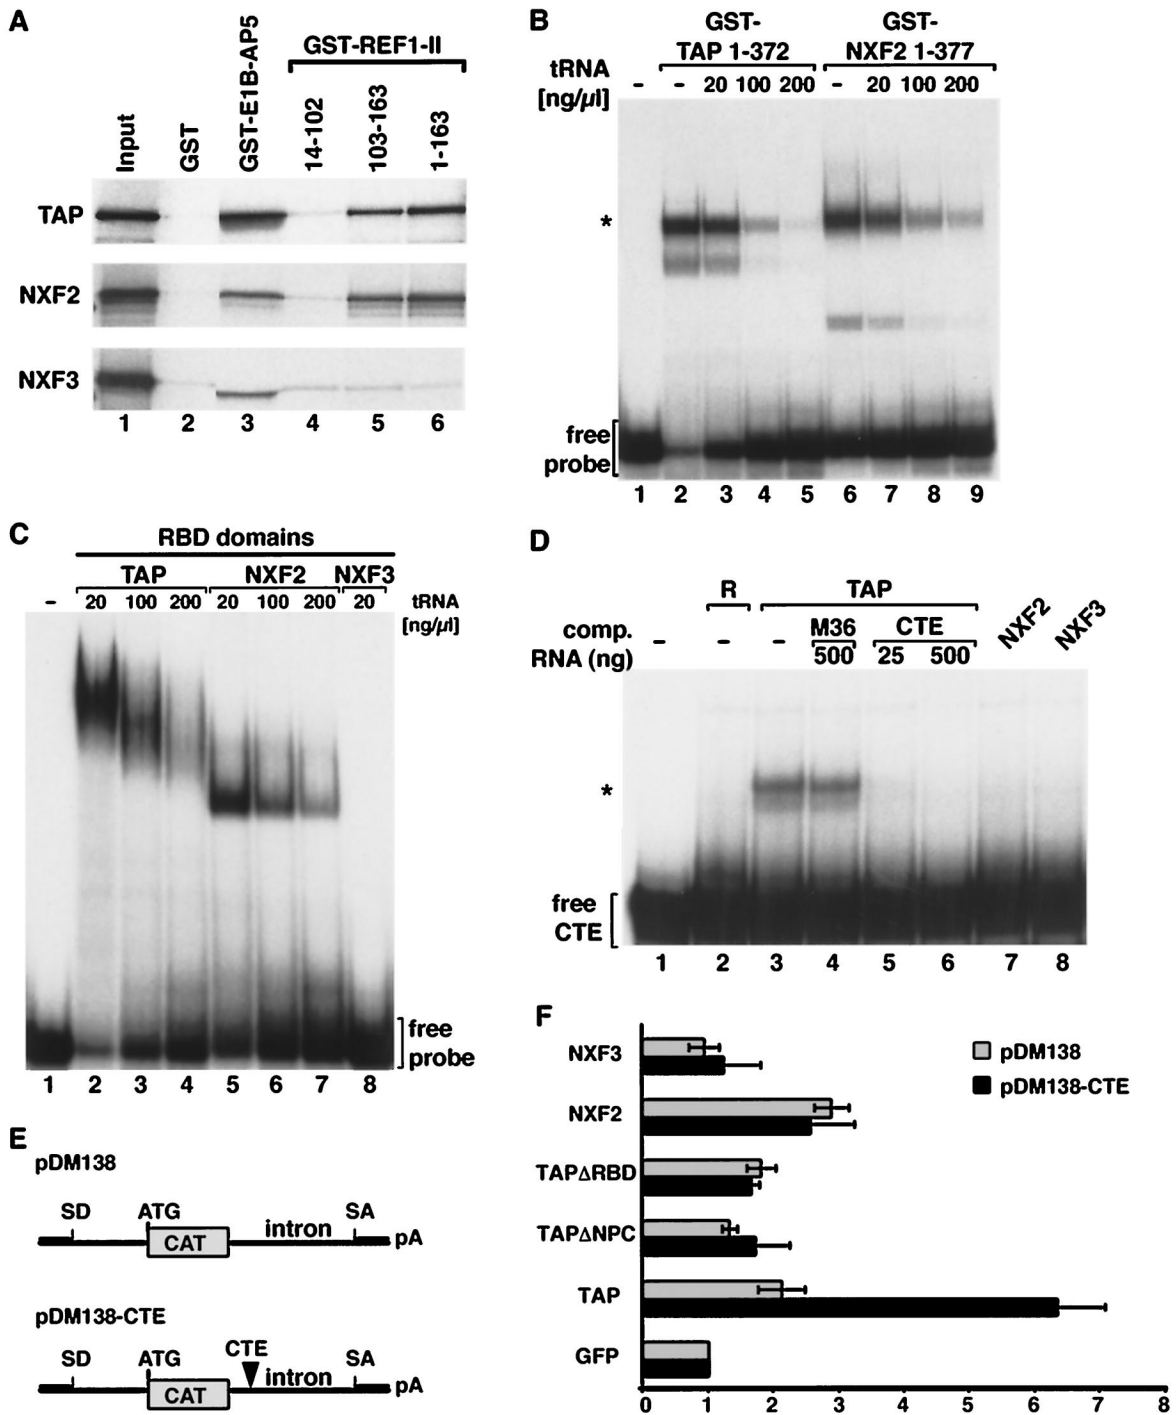 A
GST-REF1-II
Input
GST
GST-E1B-AP5
14-102
103-163
1-163
TAP
NXF2
NXF3
1 2 3 4 5 6
B
GST-
TAP 1-372
GST-
NXF2 1-377
tRNA
[ng/µl]
- - 20 100 200 - 20 100 200
*
free
probe
1 2 3 4 5 6 7 8 9
C
RBD domains
TAP NXF2 NXF3
- 20 100 200 20 100 200 20 tRNA
[ng/µl]
free
probe
1 2 3 4 5 6 7 8
D
R TAP
comp.
RNA (ng)
- - - M36 CTE NXF2 NXF3
500 25 500
*
free
CTE
1 2 3 4 5 6 7 8
E
pDM138
SD ATG intron SA
CAT pA
pDM138-CTE
CTE
SD ATG intron SA
CAT pA
F
NXF3
NXF2
TAPΔRBD
TAPΔNPC
TAP
GFP
pDM138
pDM138-CTE
0 1 2 3 4 5 6 7 8